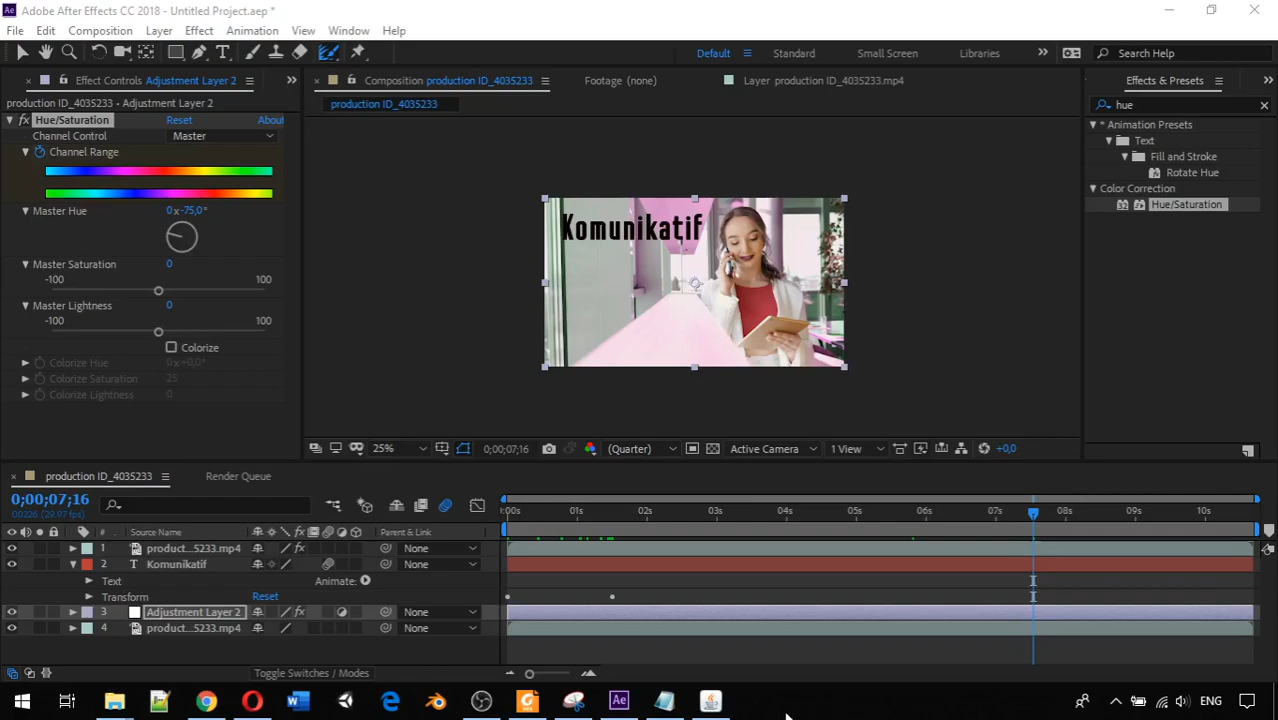 Adobe After Effects CC 2018 - Untitled Project.aep *
File Edit Composition Layer Effect Animation View Window Help
Default Standard Small Screen Libraries Search Help
Effect Controls Adjustment Layer 2
Composition production ID_4035233
Footage (none)
Layer production ID_4035233.mp4
Effects & Presets
production ID_4035233 - Adjustment Layer 2
production ID_4035233
hue
fx Hue/Saturation Reset About
Channel Control Master
Channel Range
Master Hue 0 x -75,0°
Master Saturation 0
-100 100
Master Lightness 0
-100 100
Colorize
Colorize Hue 0 x +0,0°
Colorize Saturation 25
Colorize Lightness 0
* Animation Presets
Text
Fill and Stroke
Rotate Hue
Color Correction
Hue/Saturation
Komunikatif
25% 0;00;07;16 (Quarter) Active Camera 1 View +0,0
production ID_4035233 Render Queue
0;00;07;16
00226 (29.97 fps)
# Source Name Parent & Link
1 product...5233.mp4 None
2 T Komunikatif None
Text Animate:
Transform Reset
3 Adjustment Layer 2 fx None
4 product...5233.mp4 None
Toggle Switches / Modes
):00s 01s 02s 03s 04s 05s 06s 07s 08s 09s 10s
ENG